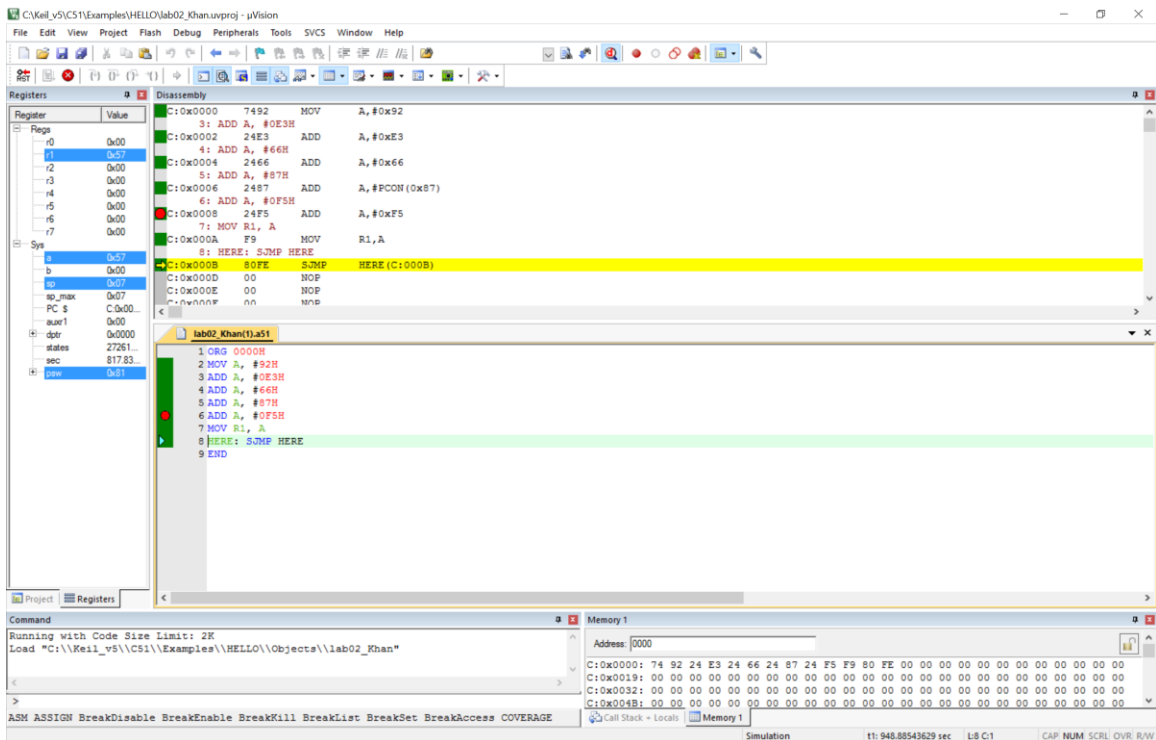 C:\Keil_v5\C51\Examples\HELLO\lab02_Khan.uvproj - µVision
File Edit View Project Flash Debug Peripherals Tools SVCS Window Help
Registers
Register Value
Regs
r0 0x00
r1 0x57
r2 0x00
r3 0x00
r4 0x00
r5 0x00
r6 0x00
r7 0x00
Sys
a 0x57
b 0x00
sp 0x07
sp_max 0x07
PC $ C:0x00...
auxr1 0x00
dptr 0x0000
states 27261...
sec 817.83...
psw 0x81
Project Registers
Disassembly
C:0x0000 7492 MOV A,#0x92
3: ADD A, #0E3H
C:0x0002 24E3 ADD A,#0xE3
4: ADD A, #66H
C:0x0004 2466 ADD A,#0x66
5: ADD A, #87H
C:0x0006 2487 ADD A,#PCON(0x87)
6: ADD A, #0F5H
C:0x0008 24F5 ADD A,#0xF5
7: MOV R1, A
C:0x000A F9 MOV R1,A
8: HERE: SJMP HERE
C:0x000B 80FE SJMP HERE(C:000B)
C:0x000D 00 NOP
C:0x000E 00 NOP
C:0x000F 00 NOP
lab02_Khan(1).a51
1 ORG 0000H
2 MOV A, #92H
3 ADD A, #0E3H
4 ADD A, #66H
5 ADD A, #87H
6 ADD A, #0F5H
7 MOV R1, A
8 HERE: SJMP HERE
9 END
Command
Running with Code Size Limit: 2K
Load "C:\\Keil_v5\\C51\\Examples\\HELLO\\Objects\\lab02_Khan"
>
ASM ASSIGN BreakDisable BreakEnable BreakKill BreakList BreakSet BreakAccess COVERAGE
Memory 1
Address: 0000
C:0x0000: 74 92 24 E3 24 66 24 87 24 F5 F9 80 FE 00 00 00 00 00 00 00 00 00 00 00 00
C:0x0019: 00 00 00 00 00 00 00 00 00 00 00 00 00 00 00 00 00 00 00 00 00 00 00 00 00
C:0x0032: 00 00 00 00 00 00 00 00 00 00 00 00 00 00 00 00 00 00 00 00 00 00 00 00 00
C:0x004B: 00 00 00 00 00 00 00 00 00 00 00 00 00 00 00 00 00 00 00 00 00 00 00 00 00
Call Stack + Locals Memory 1
Simulation t1: 948.88543629 sec L:8 C:1 CAP NUM SCRL OVR R/W